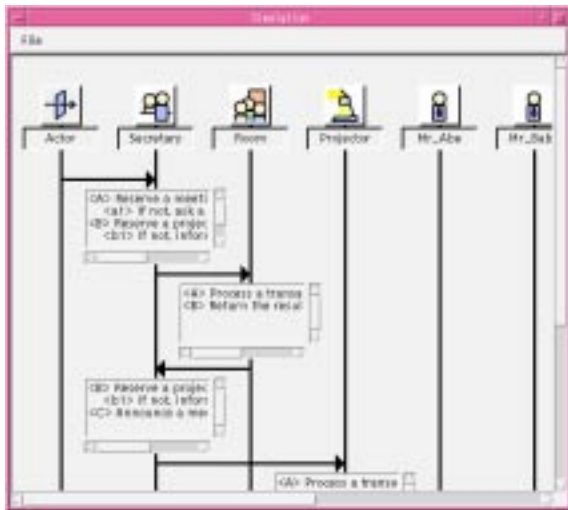 Simulation
File
Actor
Secretary
Room
Projector
Mr_Abe
Mr_Bab
<A> Reserve a meeti
<a1> If not, ask a
<B> Reserve a projec
<b1> If not, infor
<A> Process a transa
<B> Return the resul
<B> Reserve a projec
<b1> If not, infor
<C> Announce a mee
<A> Process a transa